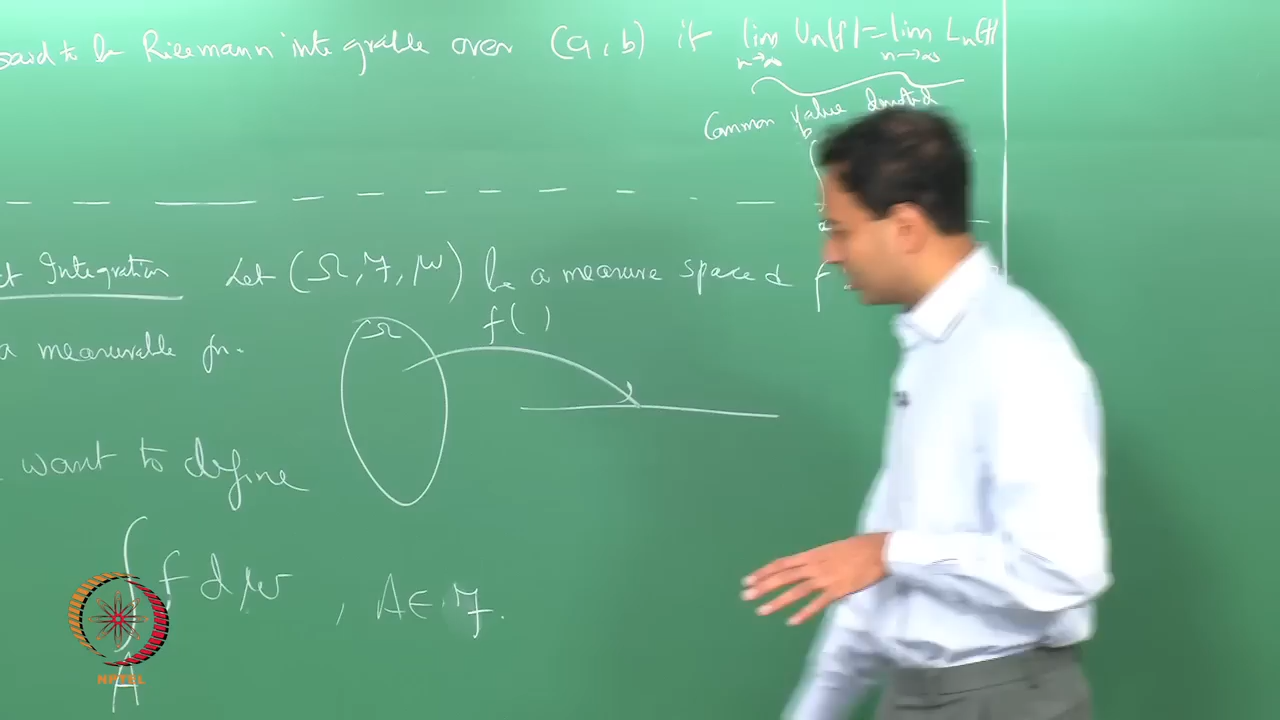 said to be Riemann integrable over (a, b) if lim n→∞ Un(f) = lim n→∞ Ln(f)
Common value denoted
∫ b a
ct Integration Let (Ω, ℱ, μ) be a measure space & f
a measurable fn.
Ω f( )
want to define
∫A f dμ , A ∈ ℱ.
NPTEL